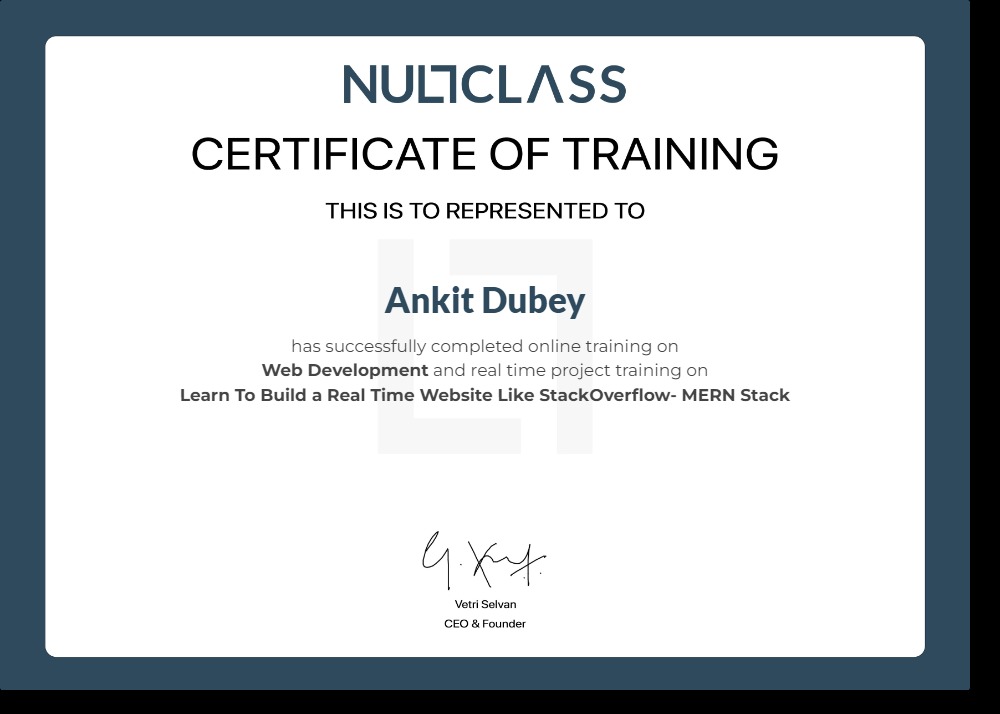 NULLCLASS
CERTIFICATE OF TRAINING
THIS IS TO REPRESENTED TO
Ankit Dubey
has successfully completed online training on
Web Development and real time project training on
Learn To Build a Real Time Website Like StackOverflow- MERN Stack
Vetri Selvan
CEO & Founder